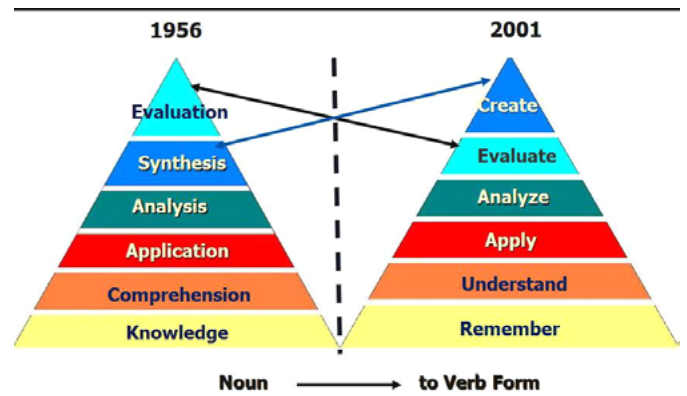 1956
2001
Evaluation
Synthesis
Analysis
Application
Comprehension
Knowledge
Create
Evaluate
Analyze
Apply
Understand
Remember
Noun to Verb Form